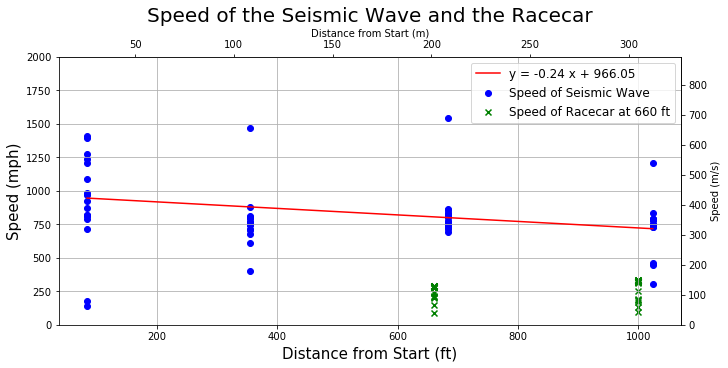 Speed of the Seismic Wave and the Racecar
Distance from Start (m)
50 100 150 200 250 300
y = -0.24 x + 966.05
Speed of Seismic Wave
Speed of Racecar at 660 ft
2000
1750
1500
1250
1000
750
500
250
0
Speed (mph)
800
700
600
500
400
300
200
100
0
Speed (m/s)
200 400 600 800 1000
Distance from Start (ft)